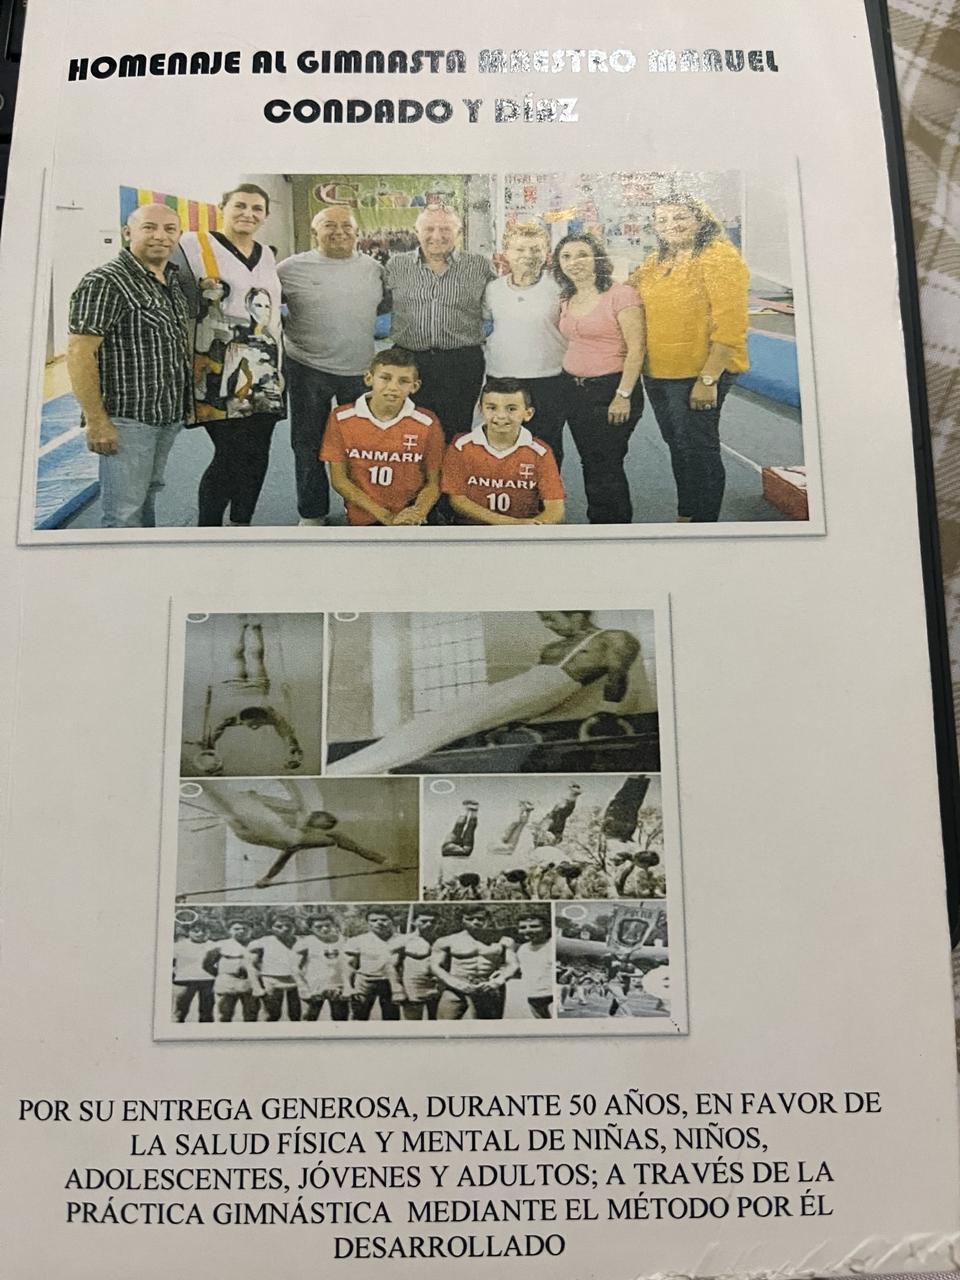 HOMENAJE AL GIMNASTA MAESTRO MANUEL
CONDADO Y DÍAZ
ANMARK
10
ANMARK
10
POR SU ENTREGA GENEROSA, DURANTE 50 AÑOS, EN FAVOR DE
LA SALUD FÍSICA Y MENTAL DE NIÑAS, NIÑOS,
ADOLESCENTES, JÓVENES Y ADULTOS; A TRAVÉS DE LA
PRÁCTICA GIMNÁSTICA MEDIANTE EL MÉTODO POR ÉL
DESARROLLADO